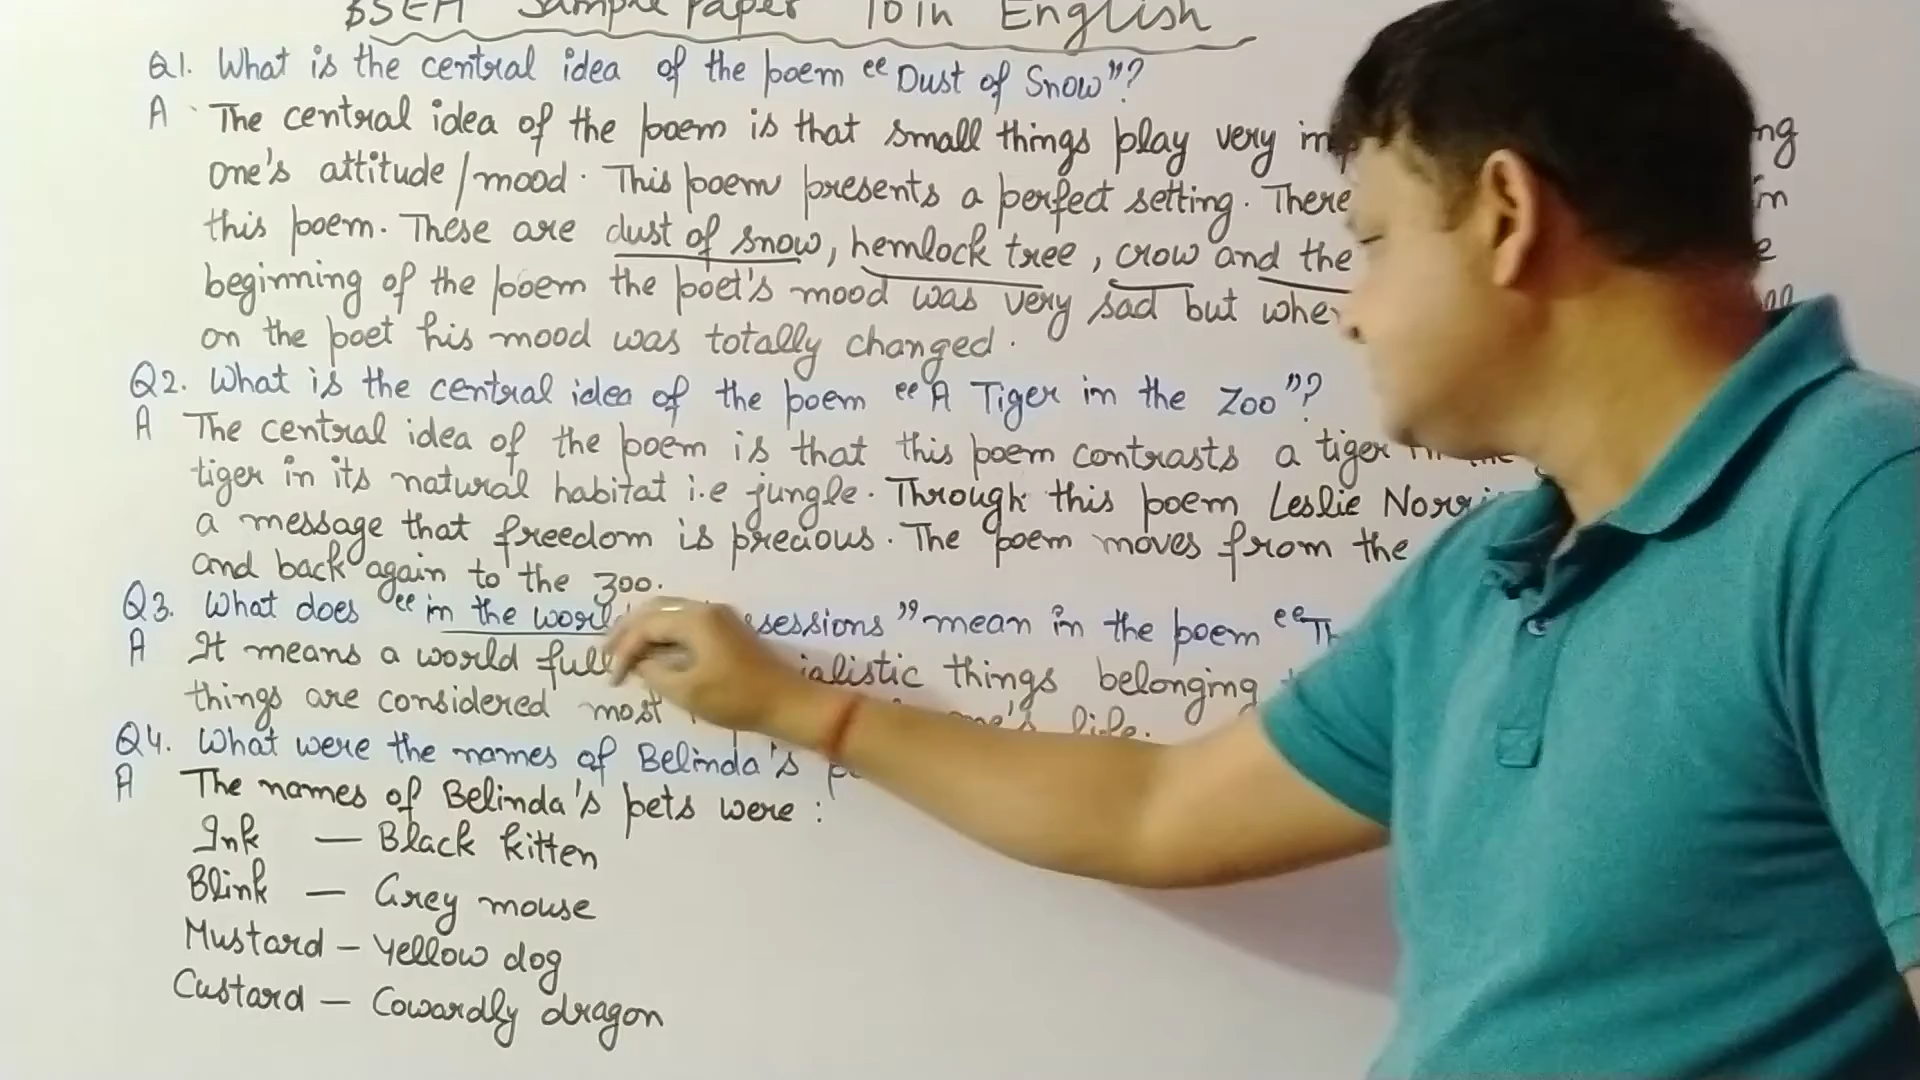 BSEH Sample Paper 10th English
Q1. What is the central idea of the poem "Dust of Snow"?
A The central idea of the poem is that small things play very
one's attitude/mood. This poem presents a perfect setting. There
this poem. These are dust of snow, hemlock tree, crow and the
beginning of the poem the poet's mood was very sad but when
on the poet his mood was totally changed.
Q2. What is the central idea of the poem "A Tiger in the Zoo"?
A The central idea of the poem is that this poem contrasts a tiger in the
tiger in its natural habitat i.e jungle. Through this poem Leslie Norris
a message that freedom is precious. The poem moves from the
and back again to the zoo.
Q3. What does "in the world sessions" mean in the poem "Th
A It means a world full ialistic things belonging
things are considered most one's life.
Q4. What were the names of Belinda's
A The names of Belinda's pets were:
Ink — Black kitten
Blink — Grey mouse
Mustard — Yellow dog
Custard — Cowardly dragon